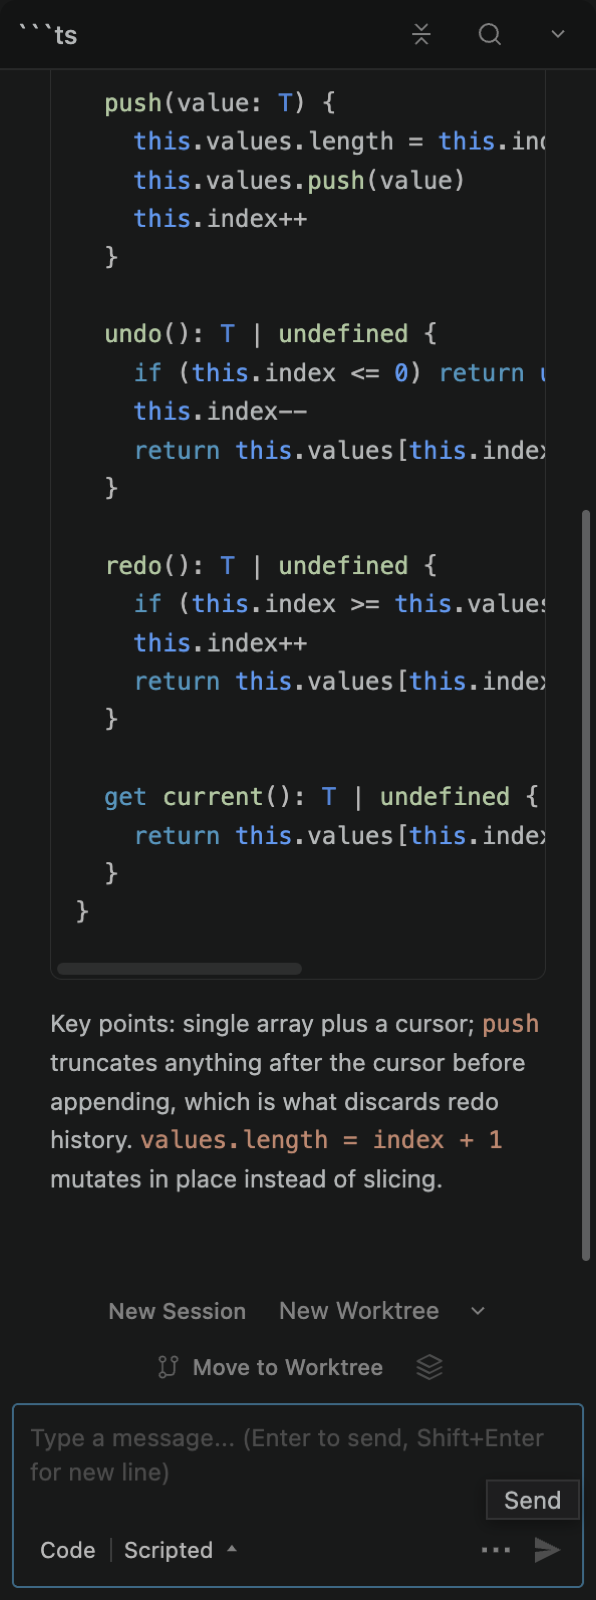 ```ts
push(value: T) {
this.values.length = this.ind
this.values.push(value)
this.index++
}
undo(): T | undefined {
if (this.index <= 0) return u
this.index--
return this.values[this.index
}
redo(): T | undefined {
if (this.index >= this.values
this.index++
return this.values[this.index
}
get current(): T | undefined {
return this.values[this.index
}
}
Key points: single array plus a cursor; push
truncates anything after the cursor before
appending, which is what discards redo
history. values.length = index + 1
mutates in place instead of slicing.
New Session New Worktree
Move to Worktree
Type a message... (Enter to send, Shift+Enter
for new line)
Send
Code Scripted